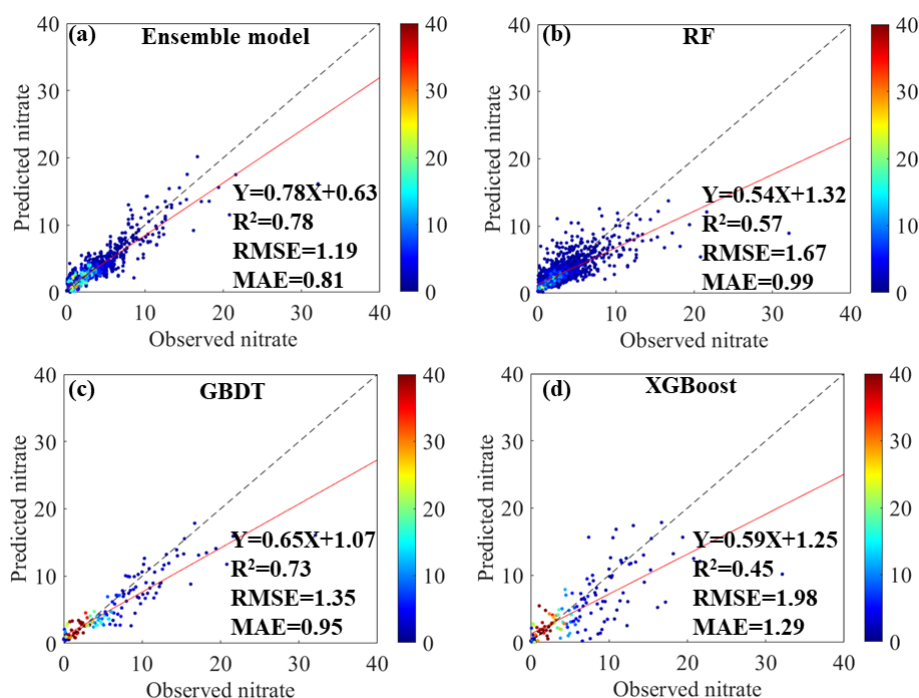 (a) Ensemble model
Y=0.78X+0.63
R²=0.78
RMSE=1.19
MAE=0.81
Predicted nitrate
40
30
20
10
0
0 10 20 30 40
Observed nitrate
40
30
20
10
0
(b) RF
Y=0.54X+1.32
R²=0.57
RMSE=1.67
MAE=0.99
Predicted nitrate
40
30
20
10
0
0 10 20 30 40
Observed nitrate
40
30
20
10
0
(c) GBDT
Y=0.65X+1.07
R²=0.73
RMSE=1.35
MAE=0.95
Predicted nitrate
40
30
20
10
0
0 10 20 30 40
Observed nitrate
40
30
20
10
0
(d) XGBoost
Y=0.59X+1.25
R²=0.45
RMSE=1.98
MAE=1.29
Predicted nitrate
40
30
20
10
0
0 10 20 30 40
Observed nitrate
40
30
20
10
0